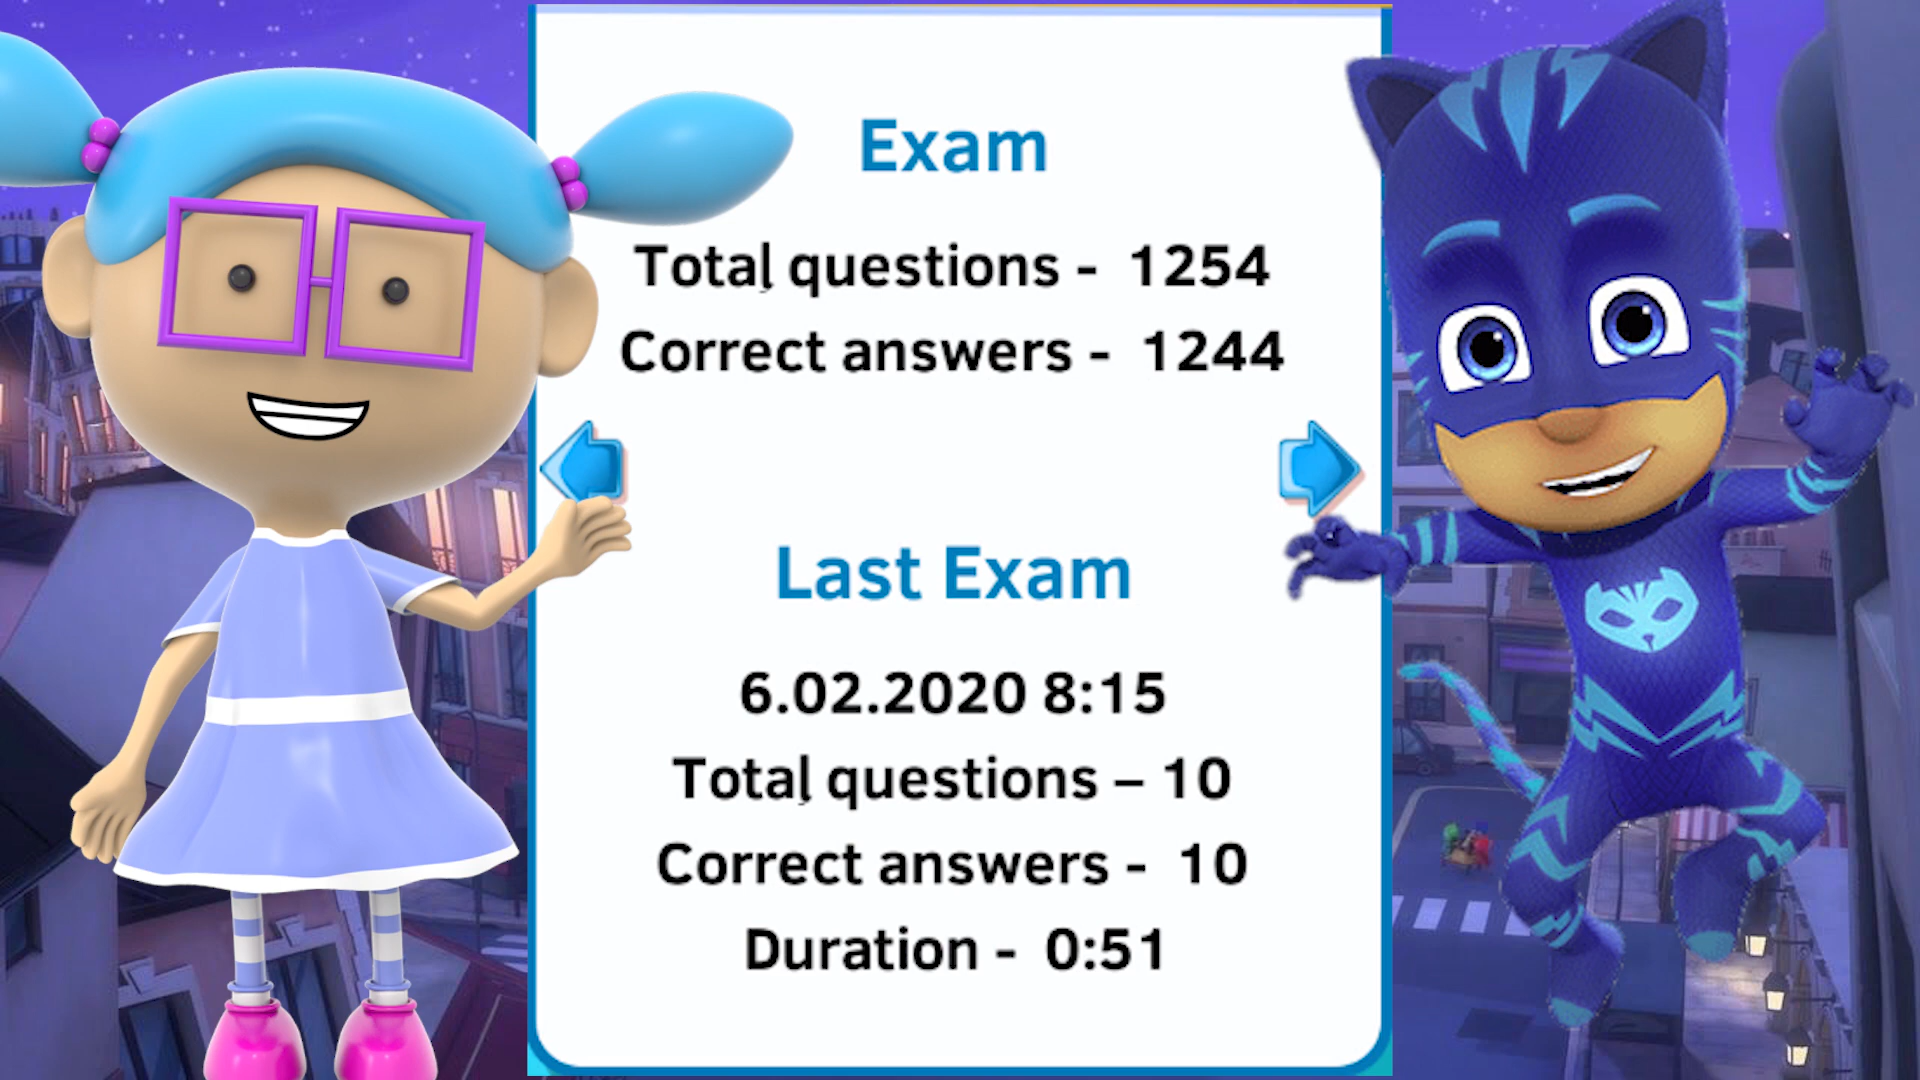 Exam
Total questions - 1254
Correct answers - 1244
Last Exam
6.02.2020 8:15
Total questions – 10
Correct answers - 10
Duration - 0:51